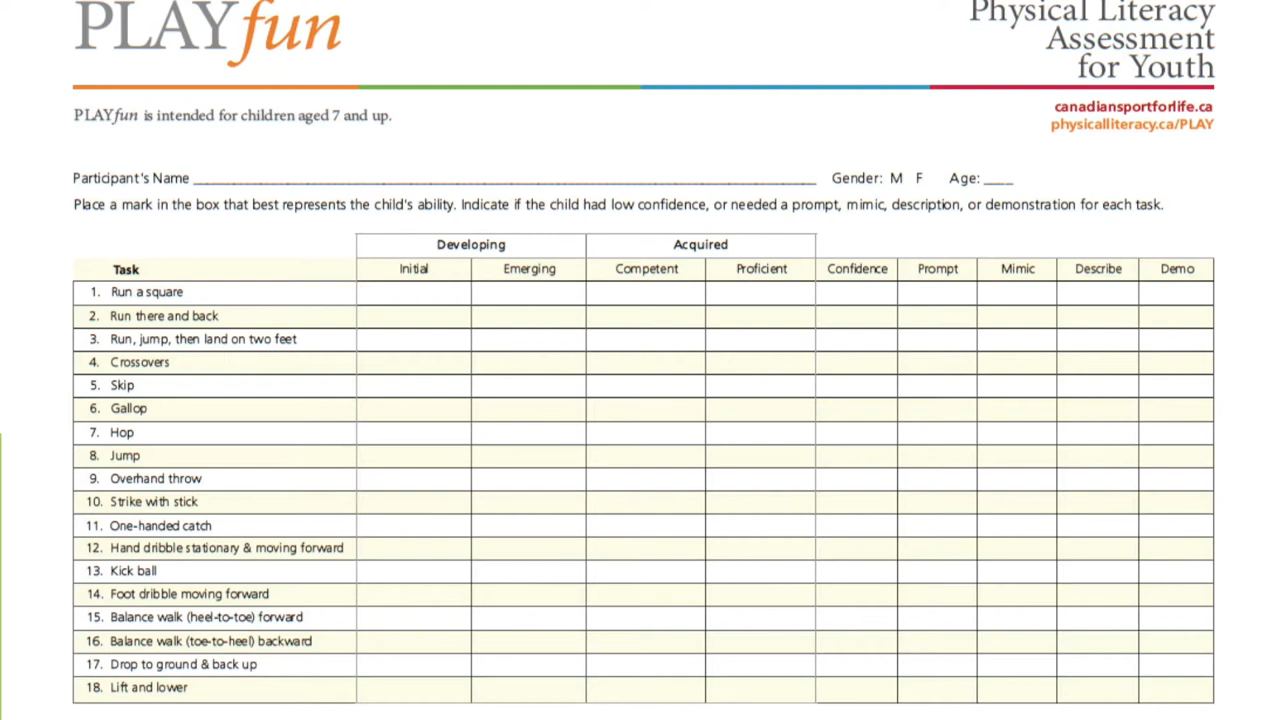 PLAYfun
Physical Literacy
Assessment
for Youth
PLAYfun is intended for children aged 7 and up.
canadiansportforlife.ca
physicalliteracy.ca/PLAY
Participant's Name ____ Gender: M F Age: ____
Place a mark in the box that best represents the child's ability. Indicate if the child had low confidence, or needed a prompt, mimic, description, or demonstration for each task.
Developing Acquired
Task Initial Emerging Competent Proficient Confidence Prompt Mimic Describe Demo
1. Run a square
2. Run there and back
3. Run, jump, then land on two feet
4. Crossovers
5. Skip
6. Gallop
7. Hop
8. Jump
9. Overhand throw
10. Strike with stick
11. One-handed catch
12. Hand dribble stationary & moving forward
13. Kick ball
14. Foot dribble moving forward
15. Balance walk (heel-to-toe) forward
16. Balance walk (toe-to-heel) backward
17. Drop to ground & back up
18. Lift and lower